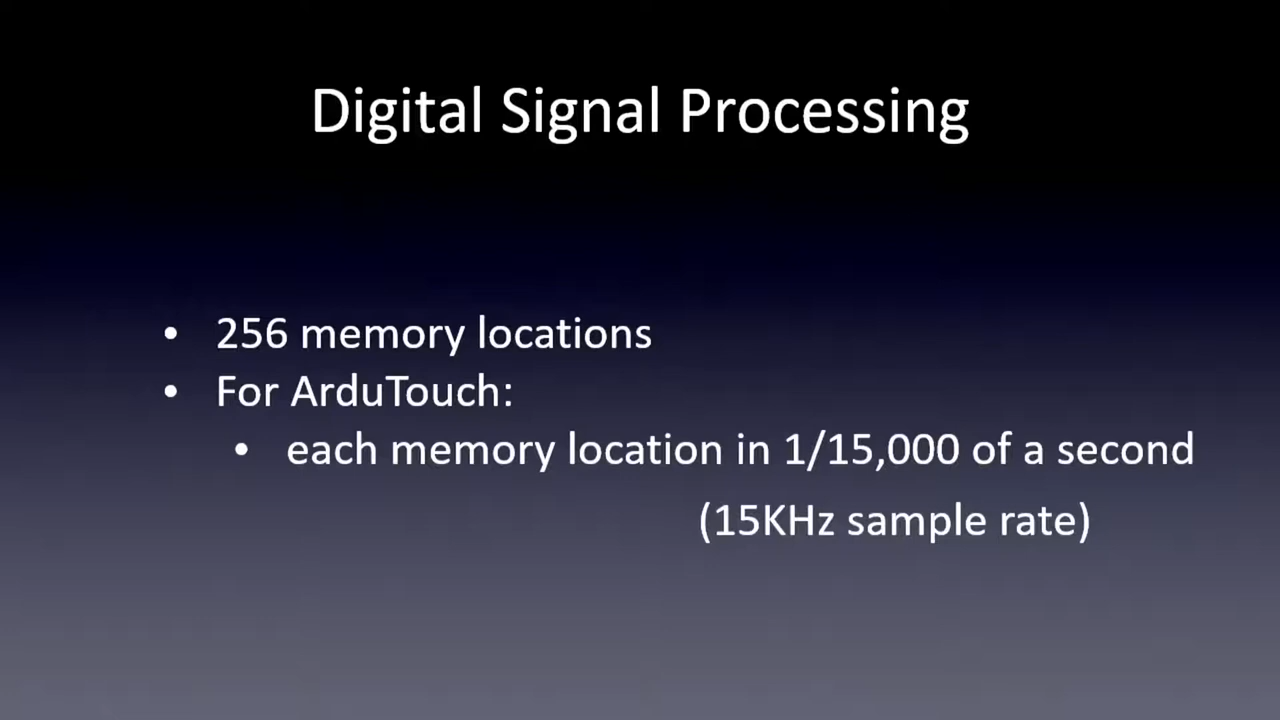 Digital Signal Processing
• 256 memory locations
• For ArduTouch:
• each memory location in 1/15,000 of a second
(15KHz sample rate)